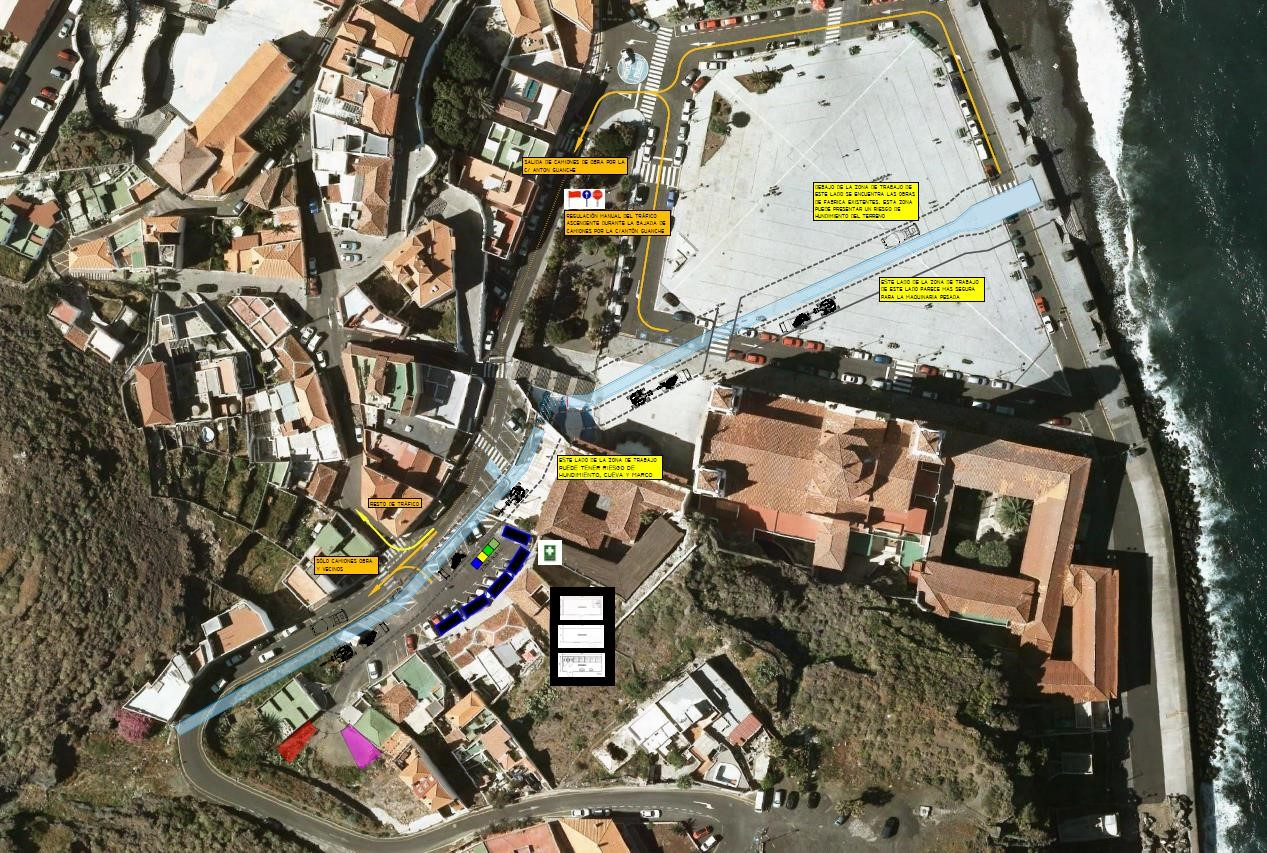 SALIDA DE CAMIONES DE OBRA POR LA
C/ ANTON GUANCHE
REGULACIÓN MANUAL DEL TRÁFICO
ASCENDENTE DURANTE LA BAJADA DE
CAMIONES POR LA C/ANTÓN GUANCHE
DEBAJO DE LA ZONA DE TRABAJO DE
ESTE LADO SE ENCUENTRA LAS OBRAS
DE FABRICA EXISTENTES. ESTA ZONA
PUEDE PRESENTAR UN RIESGO DE
HUNDIMIENTO DEL TERRENO
ESTE LADO DE LA ZONA DE TRABAJO
DE ESTE LADO PARECE MAS SEGURA
PARA LA MAQUINARIA PESADA
ESTE LADO DE LA ZONA DE TRABAJO
PUEDE TENER RIESGO DE
HUNDIMIENTO, CUEVA Y MARCO
RESTO DE TRÁFICO
SOLO CAMIONES OBRA
Y VECINOS